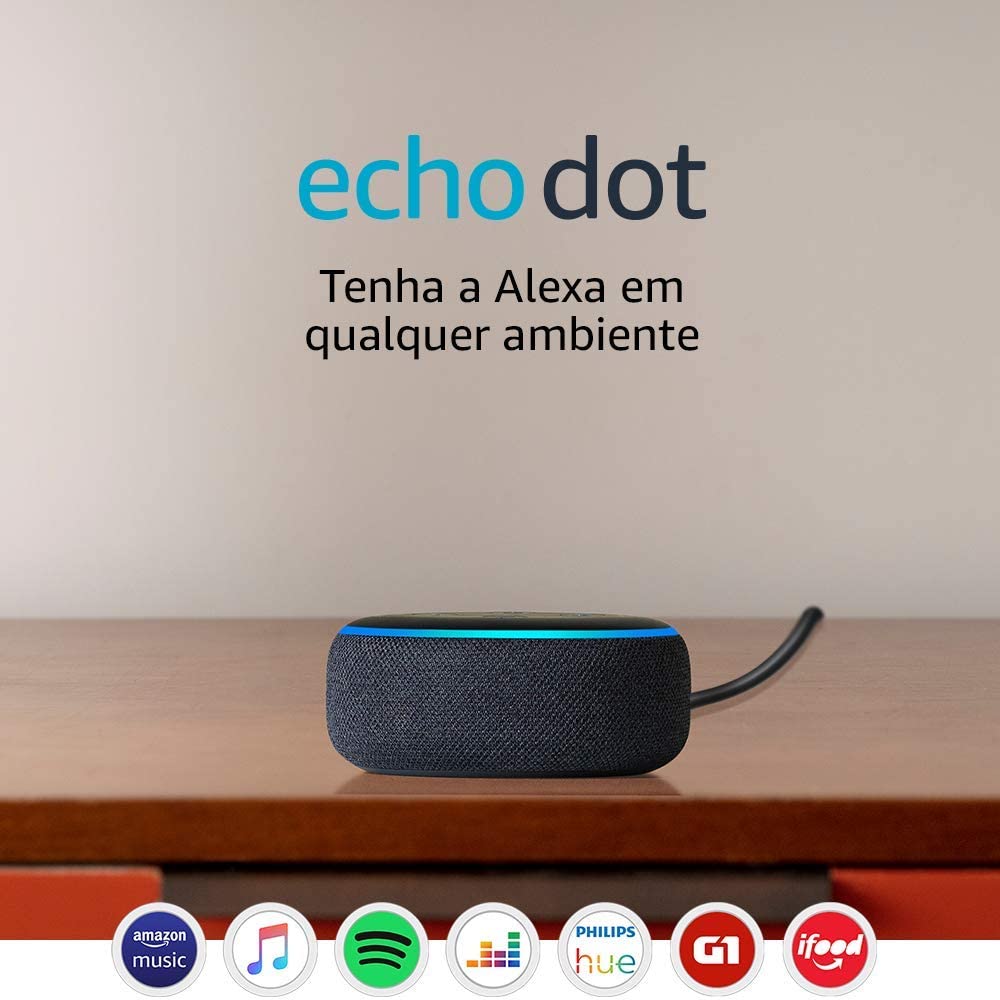 echo dot
Tenha a Alexa em
qualquer ambiente
amazon
music
PHILIPS
hue
G1
ifood